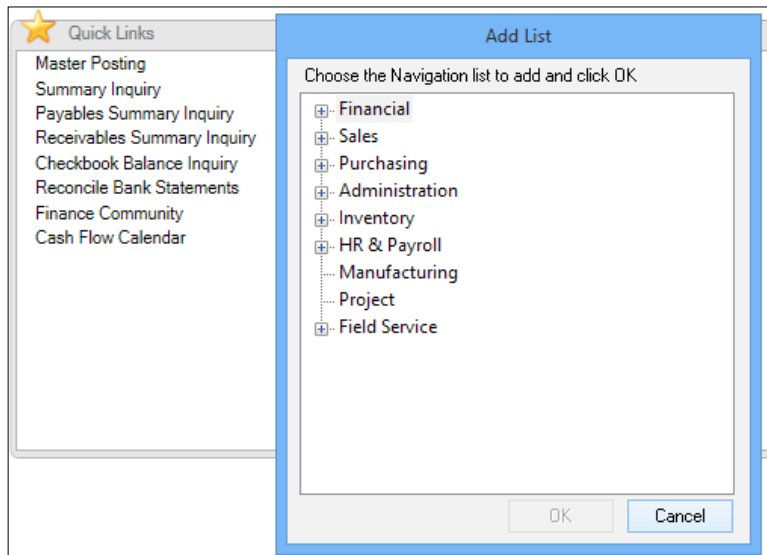 Quick Links
Master Posting
Summary Inquiry
Payables Summary Inquiry
Receivables Summary Inquiry
Checkbook Balance Inquiry
Reconcile Bank Statements
Finance Community
Cash Flow Calendar
Add List
Choose the Navigation list to add and click OK
Financial
Sales
Purchasing
Administration
Inventory
HR & Payroll
Manufacturing
Project
Field Service
OK Cancel